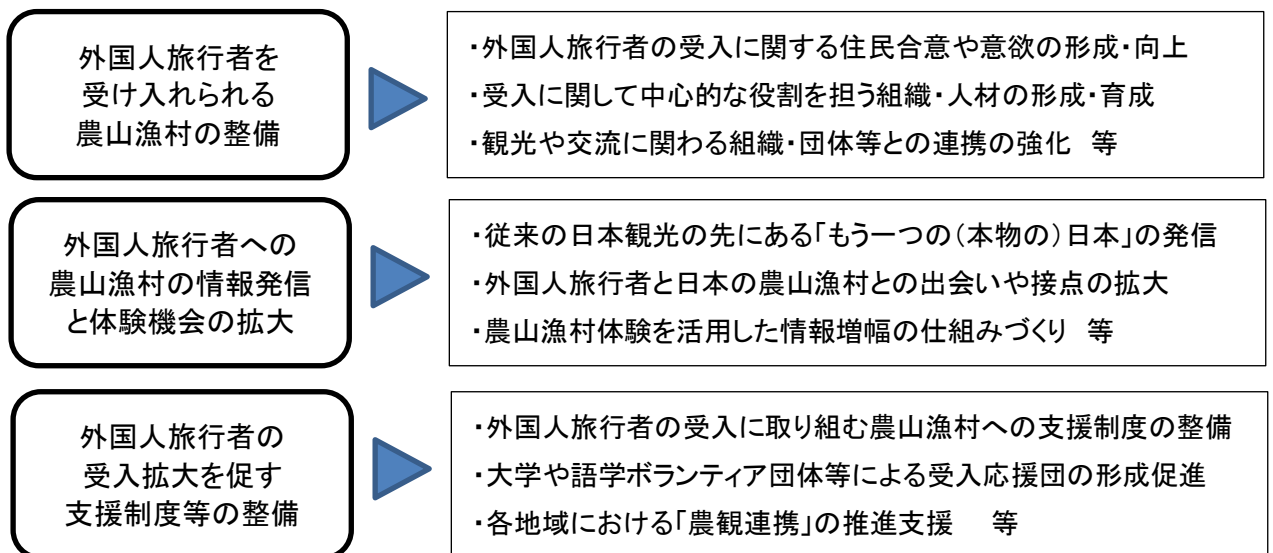 外国人旅行者を
受け入れられる
農山漁村の整備
・外国人旅行者の受入に関する住民合意や意欲の形成・向上
・受入に関して中心的な役割を担う組織・人材の形成・育成
・観光や交流に関わる組織・団体等との連携の強化　等
外国人旅行者への
農山漁村の情報発信
と体験機会の拡大
・従来の日本観光の先にある「もう一つの（本物の）日本」の発信
・外国人旅行者と日本の農山漁村との出会いや接点の拡大
・農山漁村体験を活用した情報増幅の仕組みづくり　等
外国人旅行者の
受入拡大を促す
支援制度等の整備
・外国人旅行者の受入に取り組む農山漁村への支援制度の整備
・大学や語学ボランティア団体等による受入応援団の形成促進
・各地域における「農観連携」の推進支援　等